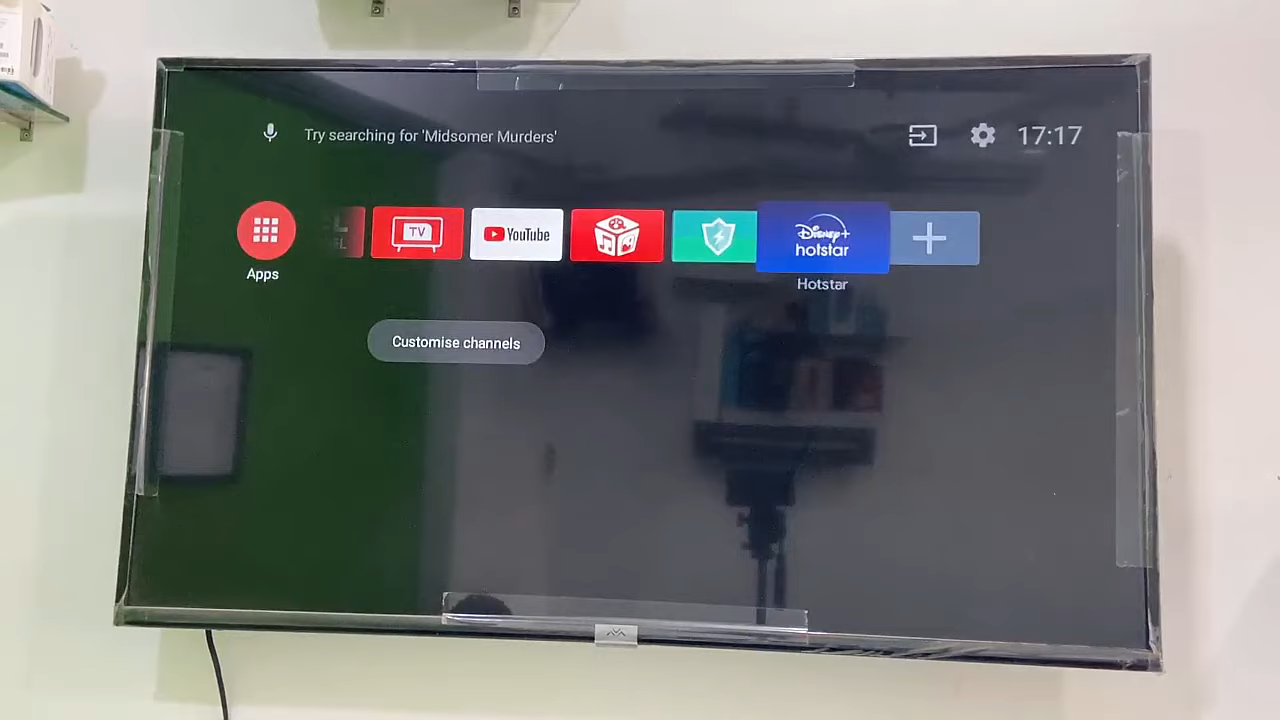 Try searching for 'Midsomer Murders'
17:17
TV
YouTube
Disney+
hotstar
Apps
Hotstar
Customise channels